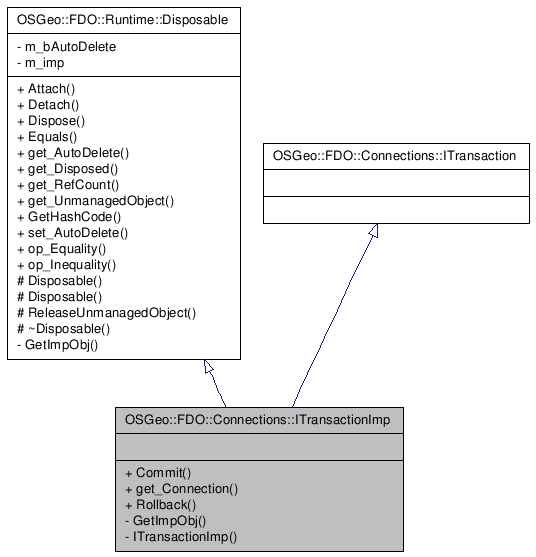 OSGeo::FDO::Runtime::Disposable
- m_bAutoDelete
- m_imp
+ Attach()
+ Detach()
+ Dispose()
+ Equals()
+ get_AutoDelete()
+ get_Disposed()
+ get_RefCount()
+ get_UnmanagedObject()
+ GetHashCode()
+ set_AutoDelete()
+ op_Equality()
+ op_Inequality()
# Disposable()
# Disposable()
# ReleaseUnmanagedObject()
# ~Disposable()
- GetImpObj()
OSGeo::FDO::Connections::ITransaction
OSGeo::FDO::Connections::ITransactionImp
+ Commit()
+ get_Connection()
+ Rollback()
- GetImpObj()
- ITransactionImp()